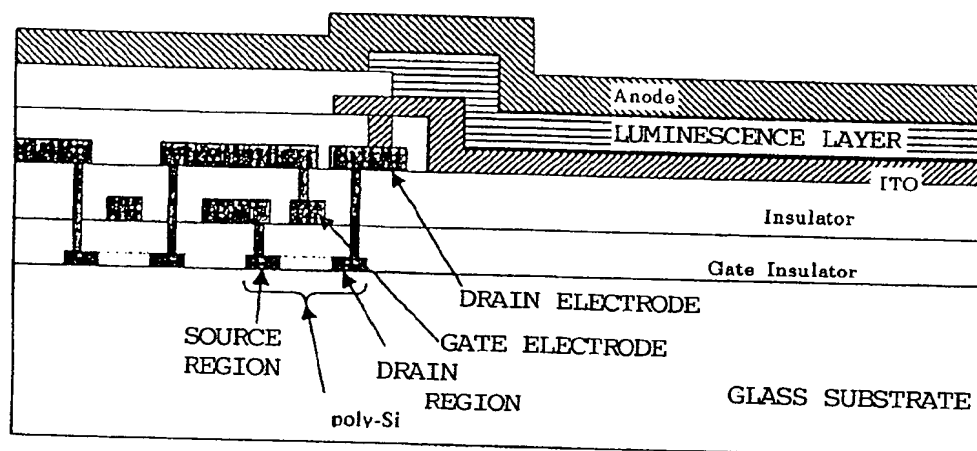 Anode
LUMINESCENCE LAYER
ITO
Insulator
Gate Insulator
DRAIN ELECTRODE
SOURCE
REGION
GATE ELECTRODE
DRAIN
REGION
GLASS SUBSTRATE
poly-Si